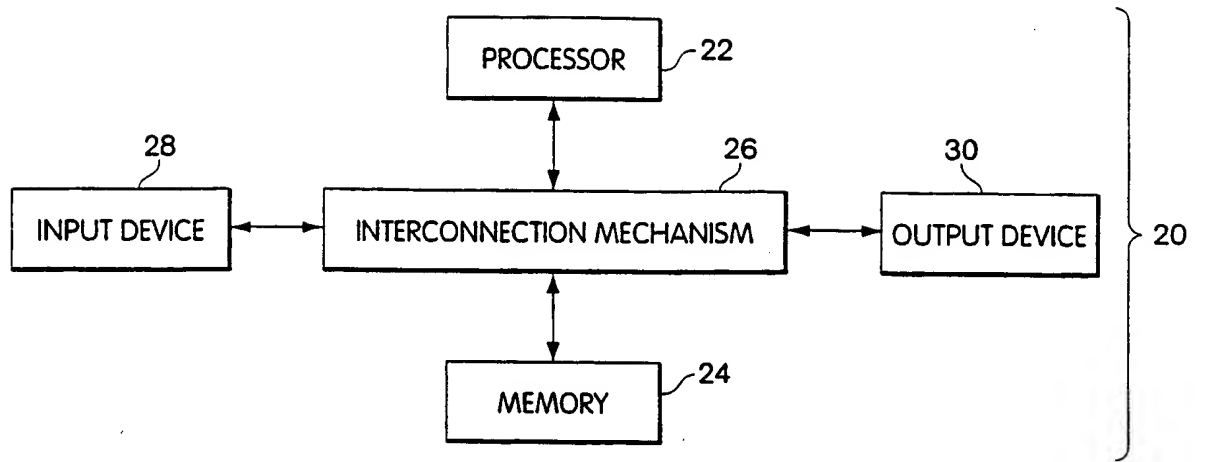 PROCESSOR
22
28
26
30
INPUT DEVICE
INTERCONNECTION MECHANISM
OUTPUT DEVICE
20
MEMORY
24